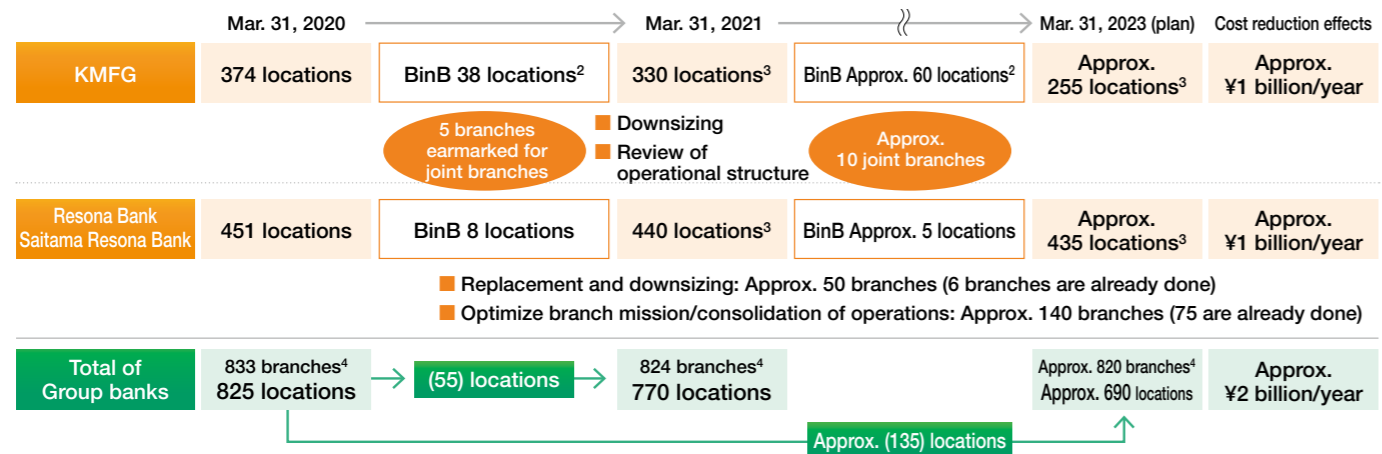 Mar. 31, 2020
Mar. 31, 2021
Mar. 31, 2023 (plan)
Cost reduction effects
KMFG
374 locations
BinB 38 locations²
330 locations³
BinB Approx. 60 locations²
Approx.
255 locations³
Approx.
¥1 billion/year
5 branches
earmarked for
joint branches
■ Downsizing
■ Review of
operational structure
Approx.
10 joint branches
Resona Bank
Saitama Resona Bank
451 locations
BinB 8 locations
440 locations³
BinB Approx. 5 locations
Approx.
435 locations³
Approx.
¥1 billion/year
■ Replacement and downsizing: Approx. 50 branches (6 branches are already done)
■ Optimize branch mission/consolidation of operations: Approx. 140 branches (75 are already done)
Total of
Group banks
833 branches⁴
825 locations
(55) locations
824 branches⁴
770 locations
Approx. 820 branches⁴
Approx. 690 locations
Approx.
¥2 billion/year
Approx. (135) locations